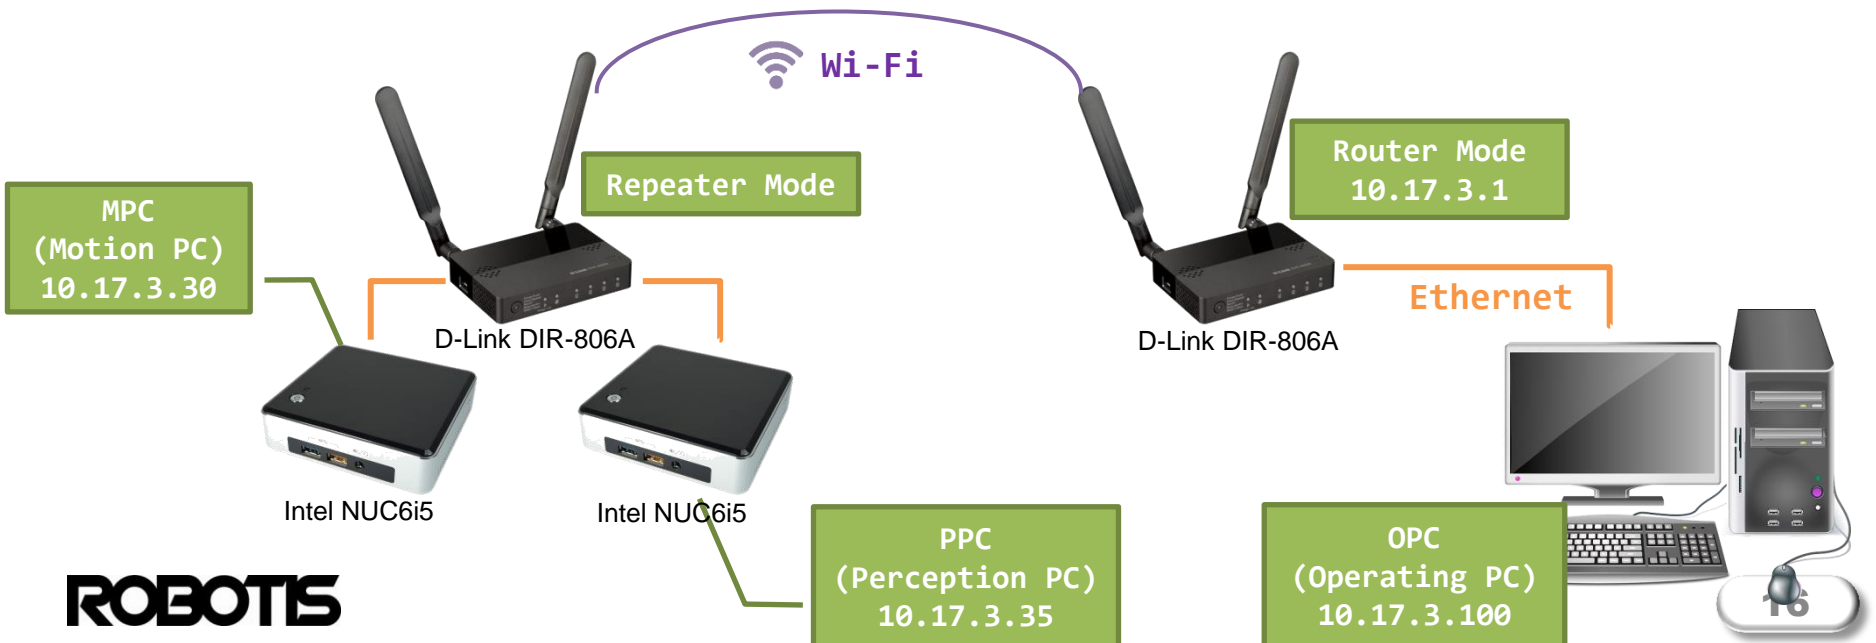 Wi-Fi
Router Mode
10.17.3.1
Repeater Mode
MPC
(Motion PC)
10.17.3.30
Ethernet
D-Link DIR-806A
D-Link DIR-806A
Intel NUC6i5
Intel NUC6i5
PPC
(Perception PC)
10.17.3.35
OPC
(Operating PC)
10.17.3.100
ROBOTIS
16